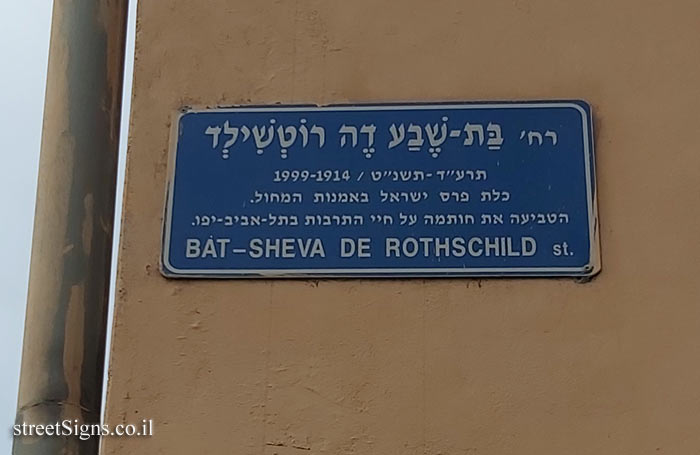 רח' בַּת-שֶׁבַע דֶה רוֹטְשִׁילְד
תרע"ד-תשנ"ט / 1999-1914
כלת פרס ישראל באמנות המחול.
הטביעה את חותמה על חיי התרבות בתל-אביב-יפו.
BAT-SHEVA DE ROTHSCHILD st.
streetSigns.co.il